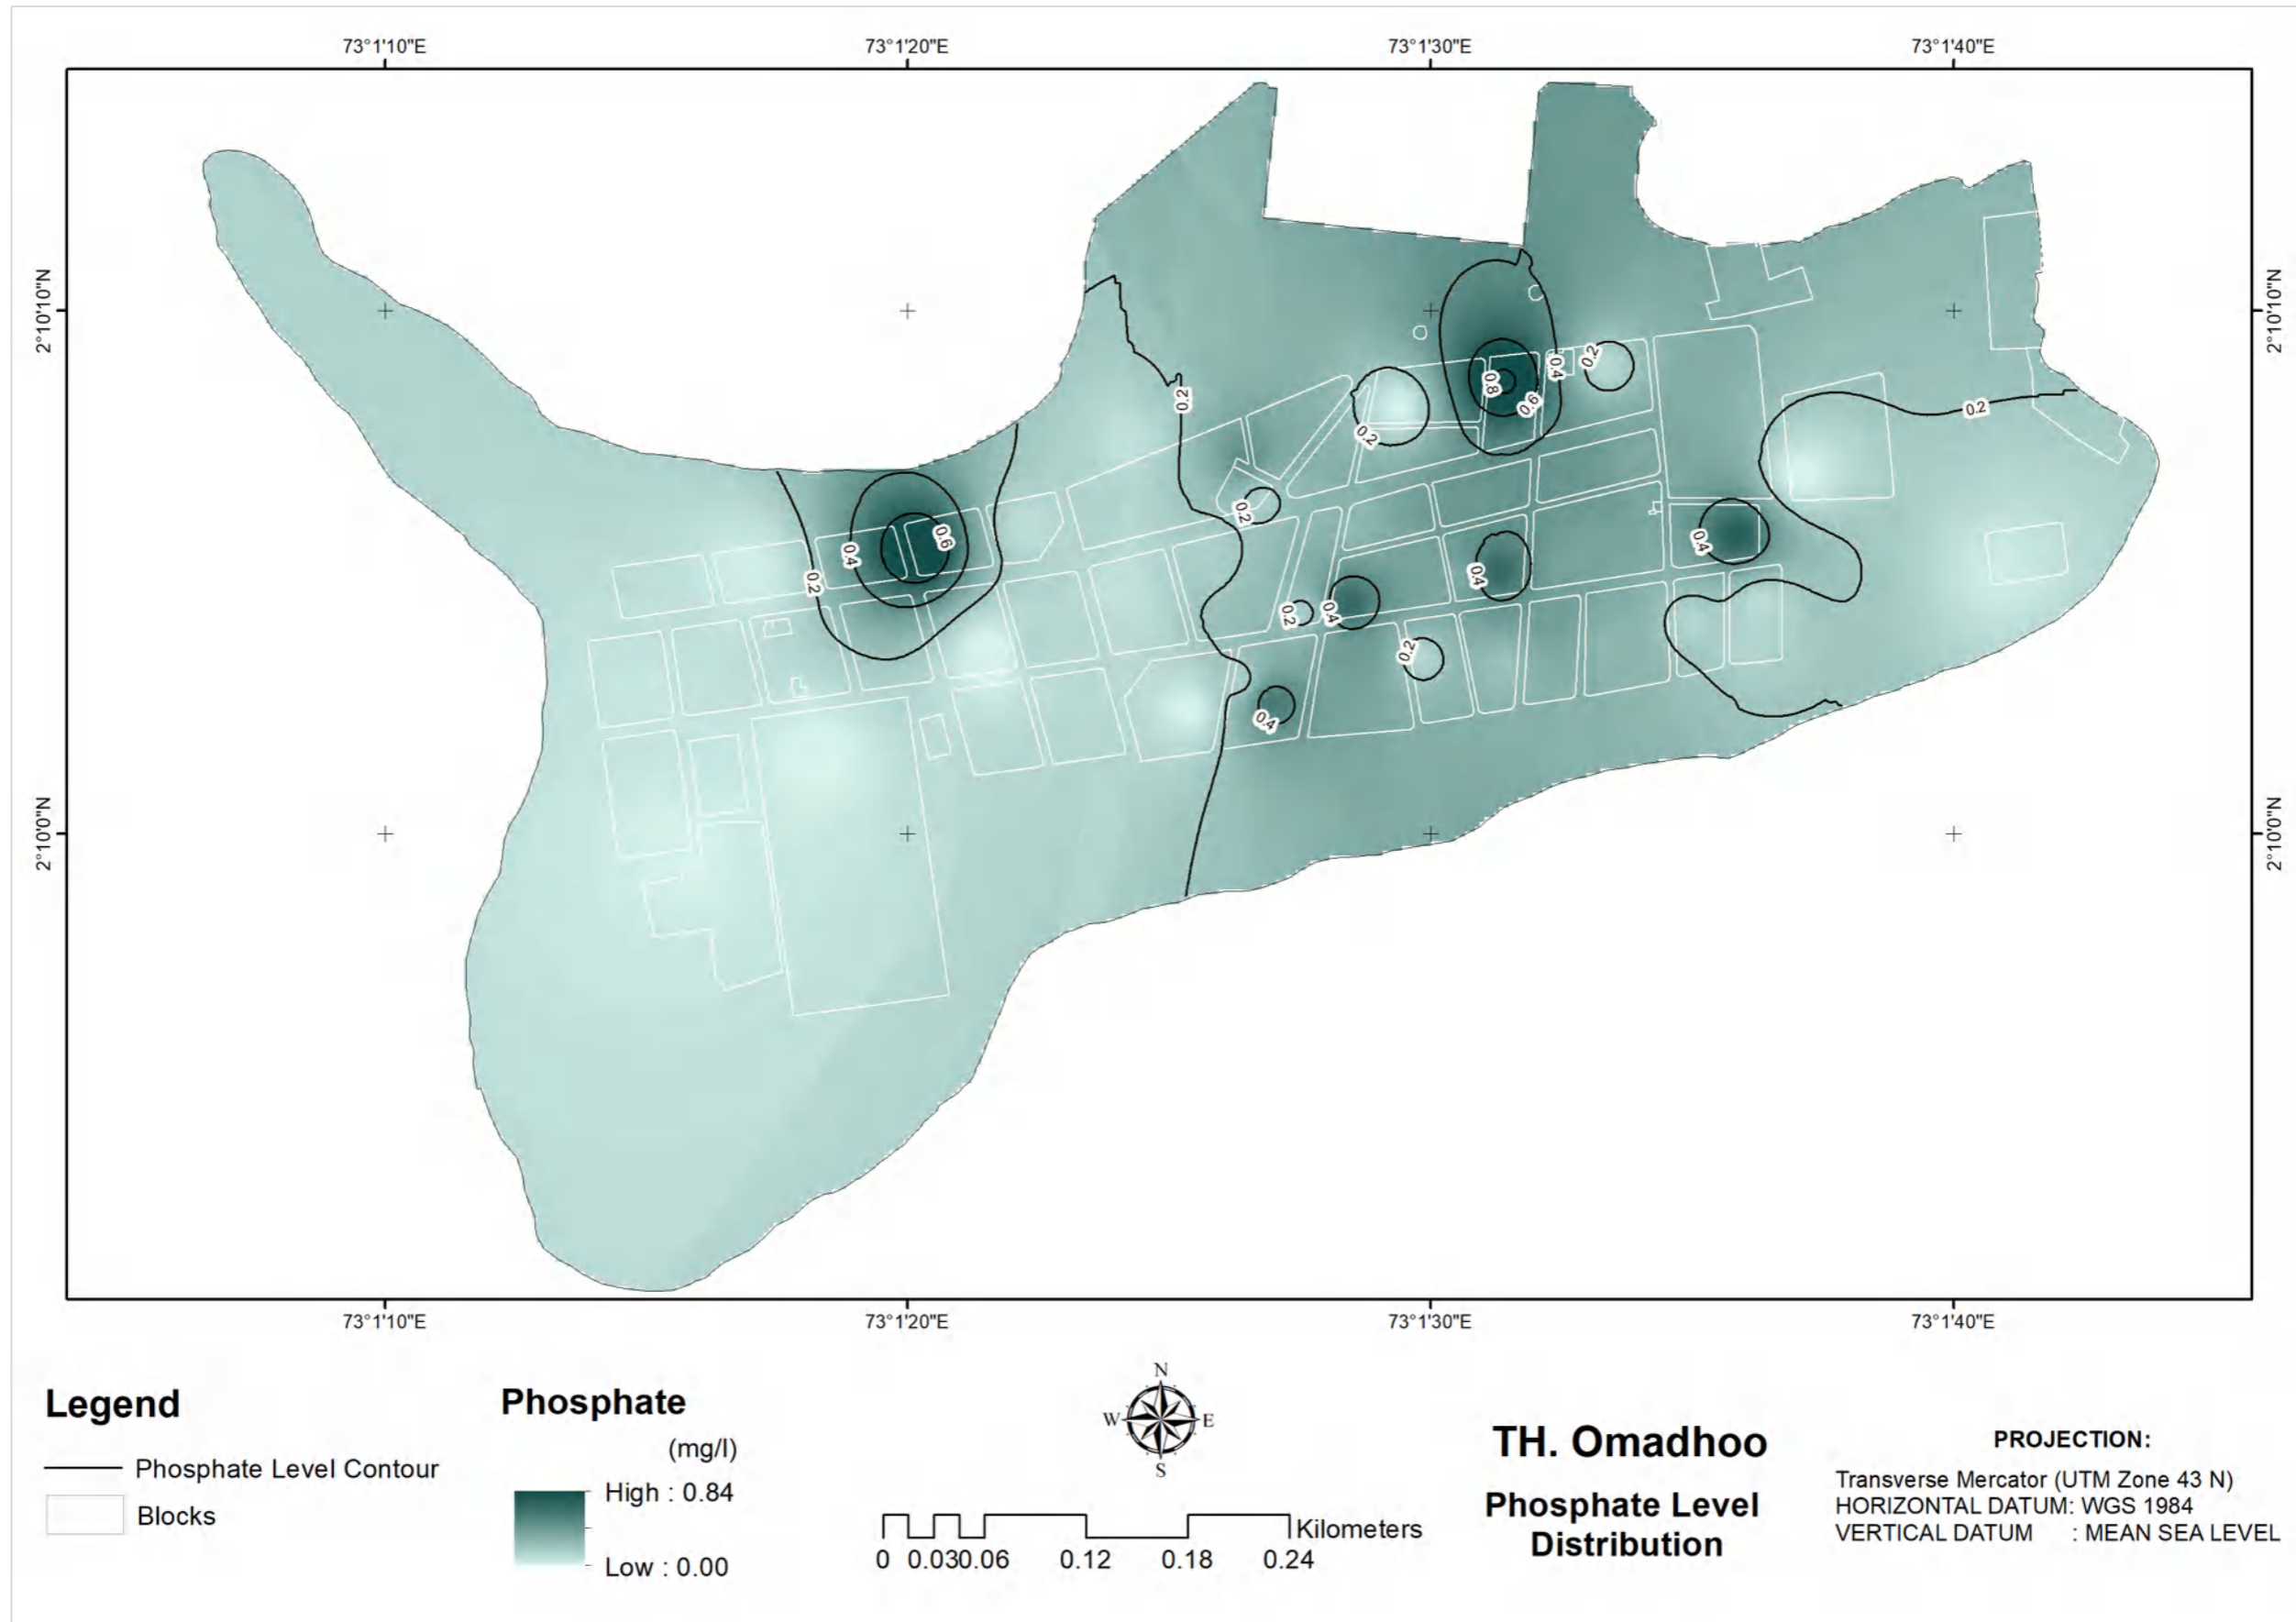 73°1'10"E
73°1'20"E
73°1'30"E
73°1'40"E
2°10'10"N
2°10'10"N
0.2
0.8
0.6
0.4
0.2
0.2
0.2
0.4
0.6
0.2
0.2
0.4
0.4
0.2
0.4
0.2
0.4
2°10'0"N
2°10'0"N
73°1'10"E
73°1'20"E
73°1'30"E
73°1'40"E
Legend
Phosphate Level Contour
Blocks
Phosphate
(mg/l)
High : 0.84
Low : 0.00
N
W E
S
Kilometers
0 0.030.06 0.12 0.18 0.24
TH. Omadhoo
Phosphate Level
Distribution
PROJECTION:
Transverse Mercator (UTM Zone 43 N)
HORIZONTAL DATUM: WGS 1984
VERTICAL DATUM : MEAN SEA LEVEL